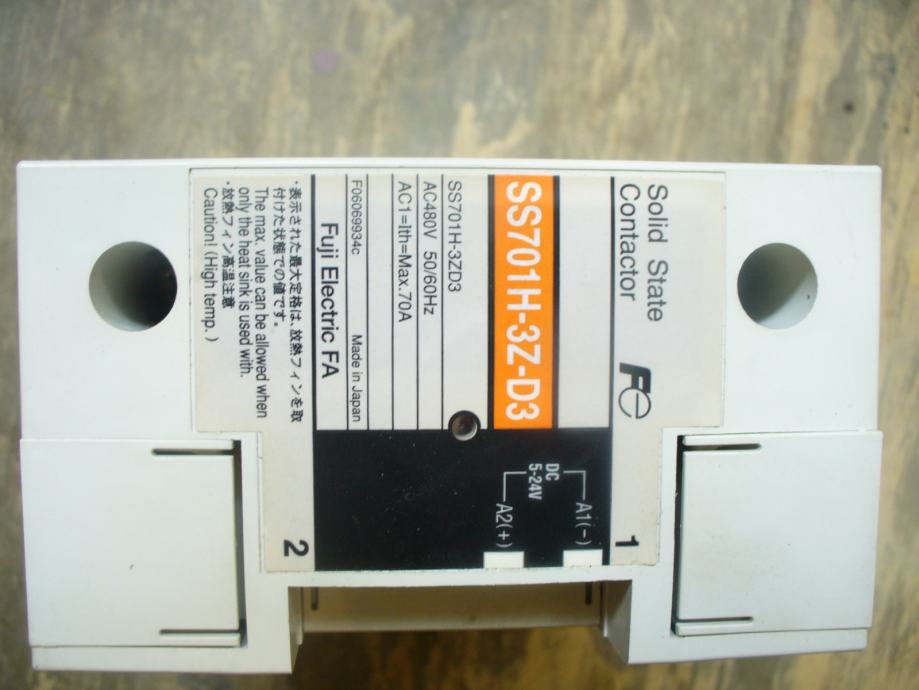 Solid State
Contactor
Fe
SS701H-3Z-D3
SS701H-3ZD3
AC480V 50/60Hz
AC1=Ith=Max.70A
F06069934c Made in Japan
Fuji Electric FA
・表示された最大定格は、放熱フィンを取
付けた状態での値です。
The max. value can be allowed when
only the heat sink is used with.
・放熱フィン高温注意
Caution! (High temp.)
1
A1(-)
DC
5-24V
A2(+)
2